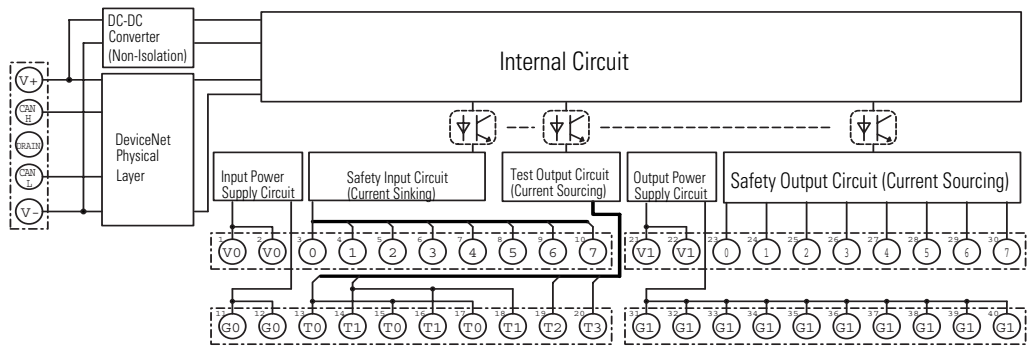 DC-DC
Converter
(Non-Isolation)
Internal Circuit
V+
CAN
H
DRAIN
CAN
L
V-
DeviceNet
Physical
Layer
Input Power
Supply Circuit
Safety Input Circuit
(Current Sinking)
Test Output Circuit
(Current Sourcing)
Output Power
Supply Circuit
Safety Output Circuit (Current Sourcing)
1 2 3 4 5 6 7 8 9 10
V0 V0 0 1 2 3 4 5 6 7
21 22 23 24 25 26 27 28 29 30
V1 V1 0 1 2 3 4 5 6 7
11 12 13 14 15 16 17 18 19 20
G0 G0 T0 T1 T0 T1 T0 T1 T2 T3
31 32 33 34 35 36 37 38 39 40
G1 G1 G1 G1 G1 G1 G1 G1 G1 G1